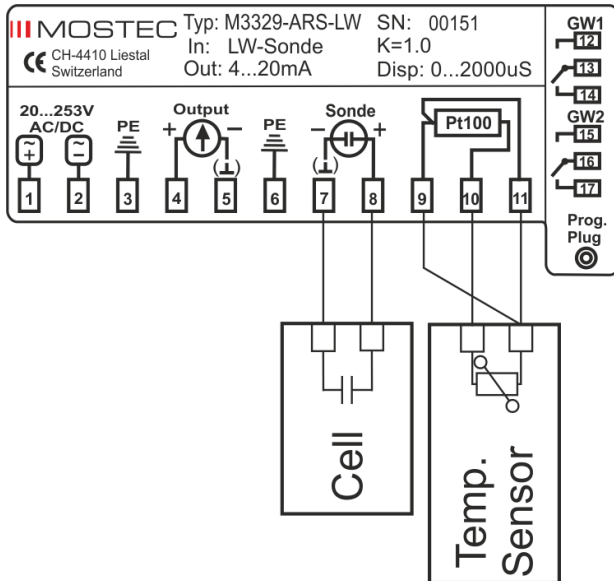 MOSTEC
CE CH-4410 Liestal
Switzerland
Typ: M3329-ARS-LW SN: 00151
In: LW-Sonde K=1.0
Out: 4...20mA Disp: 0...2000uS
20...253V
AC/DC
PE
Output
PE
Sonde
Pt100
+ − + − − +
(⊥) (⊥)
1 2 3 4 5 6 7 8 9 10 11
GW1
12
13
14
GW2
15
16
17
Prog.
Plug
Cell
Temp.
Sensor